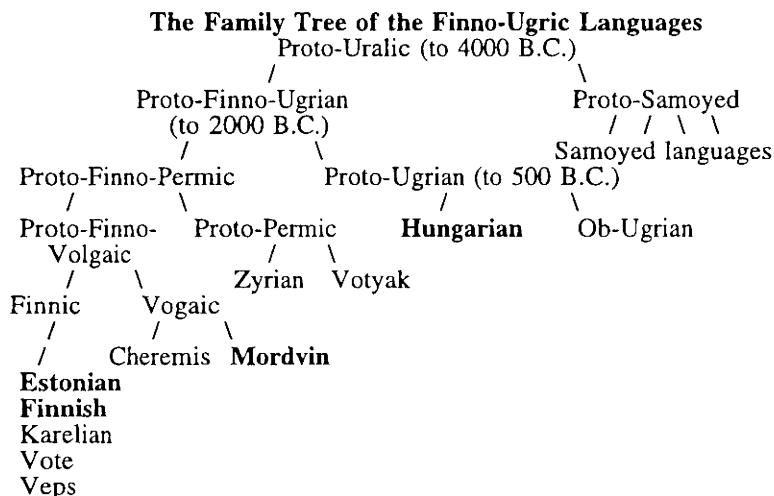 The Family Tree of the Finno-Ugric Languages
Proto-Uralic (to 4000 B.C.)
Proto-Finno-Ugrian Proto-Samoyed
(to 2000 B.C.)
Samoyed languages
Proto-Finno-Permic Proto-Ugrian (to 500 B.C.)
Proto-Finno- Proto-Permic Hungarian Ob-Ugrian
Volgaic
Zyrian Votyak
Finnic Vogaic
Cheremis Mordvin
Estonian
Finnish
Karelian
Vote
Veps